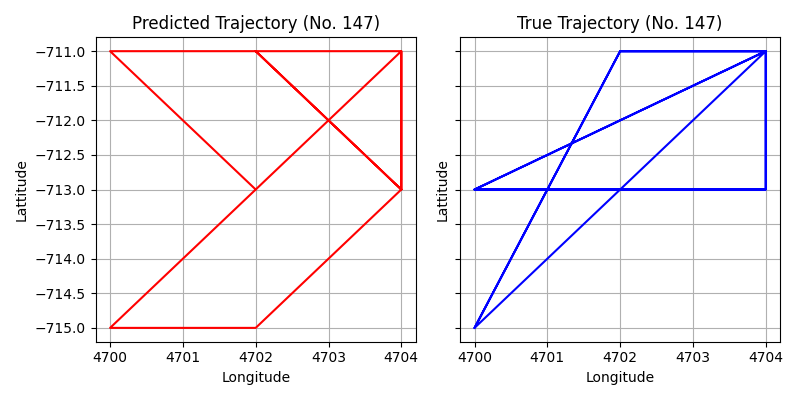 Predicted Trajectory (No. 147)
True Trajectory (No. 147)
Lattitude
−711.0
−711.5
−712.0
−712.5
−713.0
−713.5
−714.0
−714.5
−715.0
4700 4701 4702 4703 4704
Longitude
Lattitude
4700 4701 4702 4703 4704
Longitude